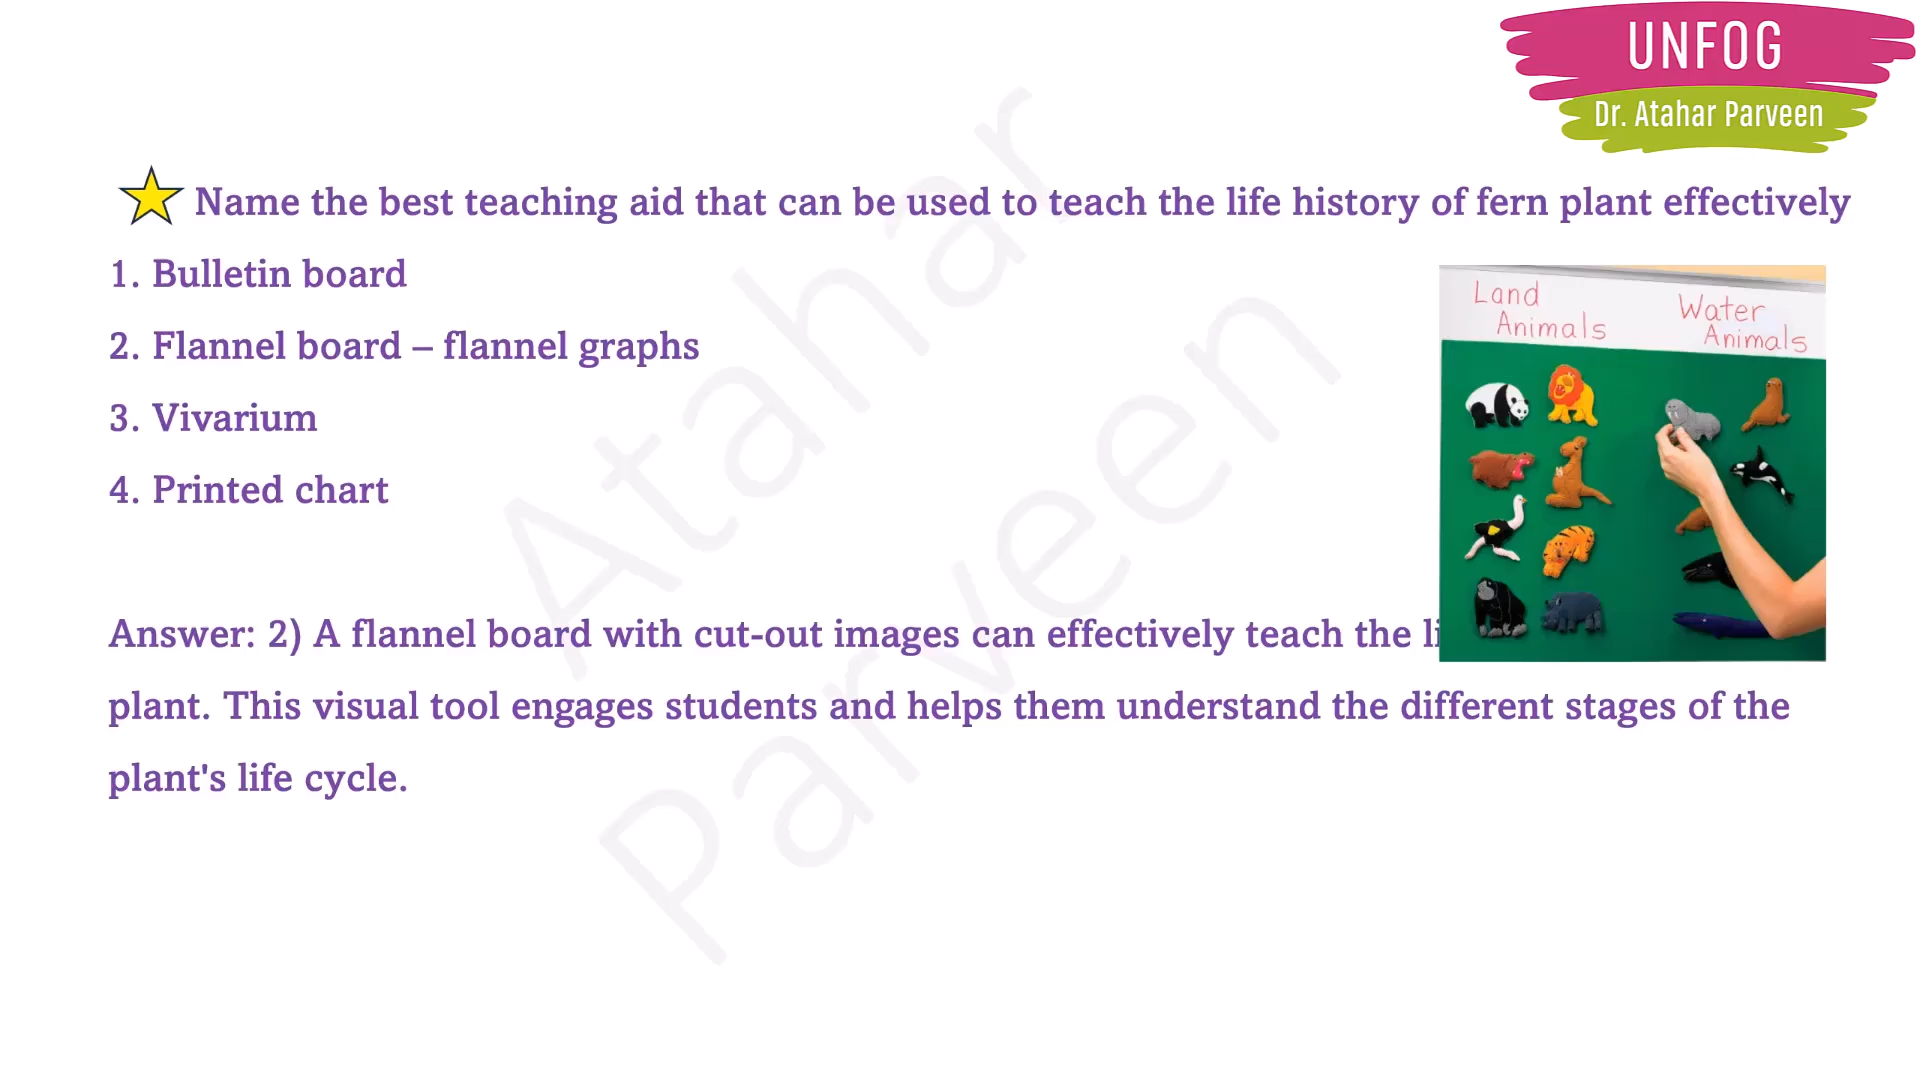 UNFOG
Dr. Atahar Parveen
Name the best teaching aid that can be used to teach the life history of fern plant effectively
1. Bulletin board
2. Flannel board – flannel graphs
3. Vivarium
4. Printed chart
Land
Animals
Water
Animals
Answer: 2) A flannel board with cut-out images can effectively teach the
plant. This visual tool engages students and helps them understand the different stages of the
plant's life cycle.
Atahar
Parveen